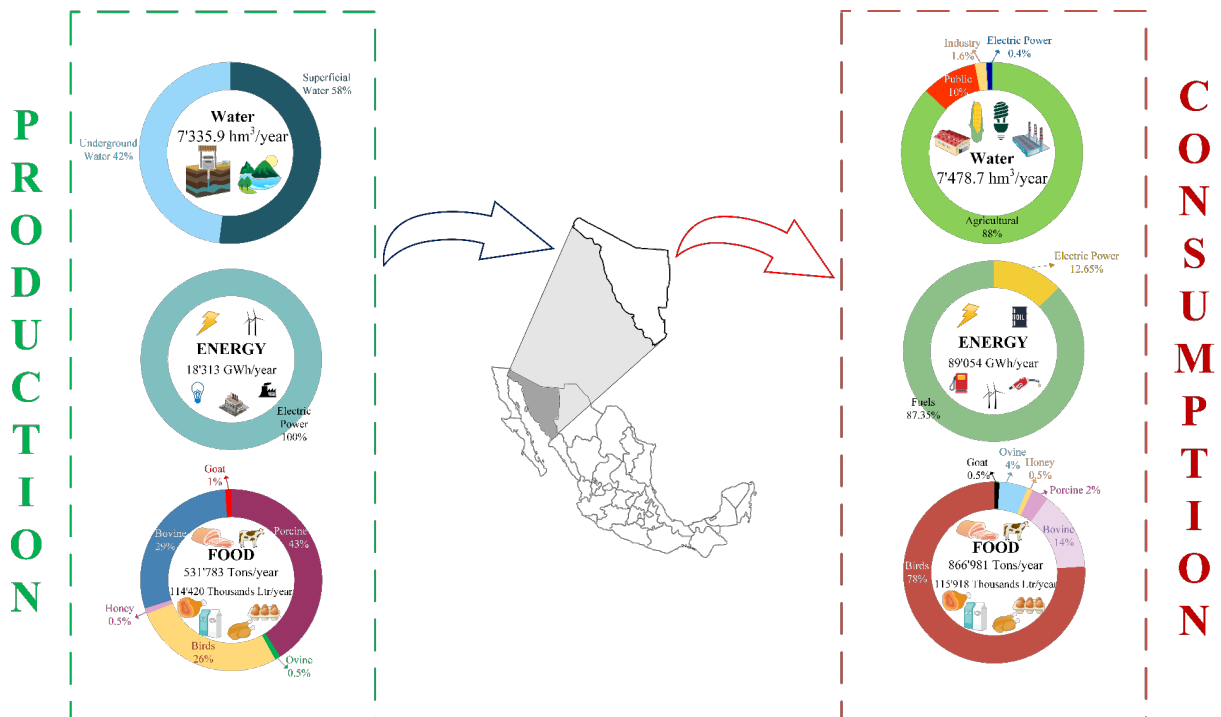 PRODUCTION
Superficial
Water 58%
Water
7'335.9 hm³/year
Underground
Water 42%
ENERGY
18'313 GWh/year
Electric
Power
100%
Goat
1%
Bovine
29%
Porcine
43%
FOOD
531'783 Tons/year
114'420 Thousands Ltr/year
Honey
0.5%
Birds
26%
Ovine
0.5%
CONSUMPTION
Industry
1.6%
Electric Power
0.4%
Public
10%
Water
7'478.7 hm³/year
Agricultural
88%
Electric Power
12.65%
OIL
ENERGY
89'054 GWh/year
Fuels
87.35%
Goat
0.5%
Ovine
4%
Honey
0.5%
Porcine 2%
Bovine
14%
Birds
78%
FOOD
866'981 Tons/year
115'918 Thousands Ltr/year